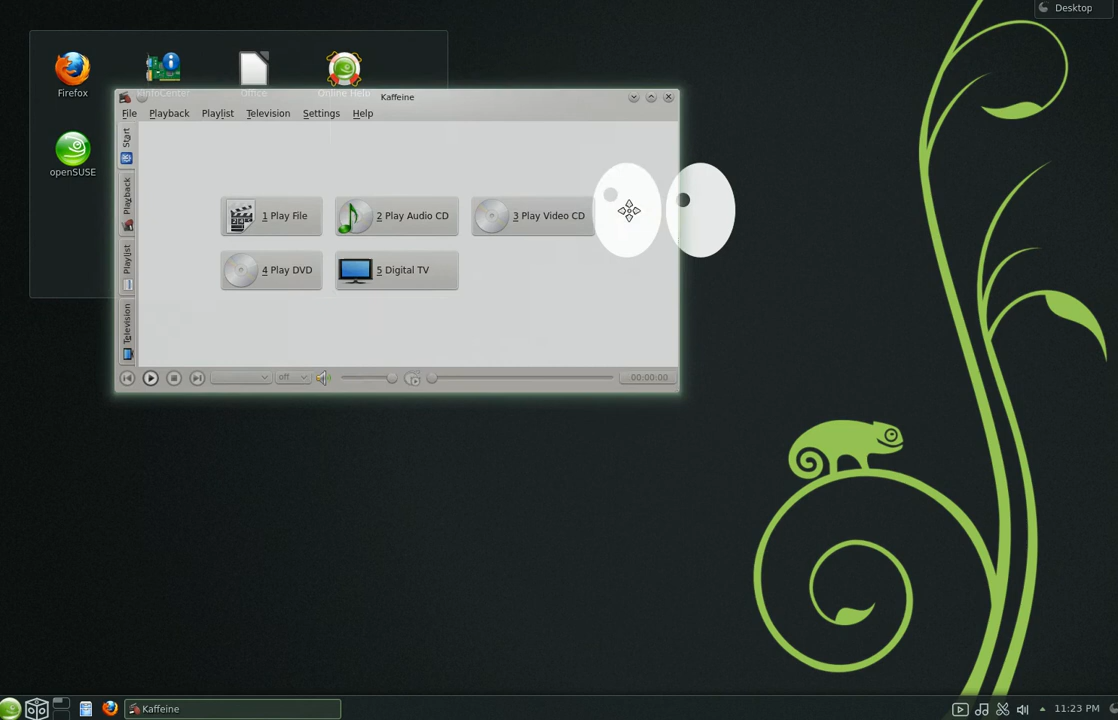 Desktop
Firefox
KInfoCenter
Office
Online Help
openSUSE
Kaffeine
File Playback Playlist Television Settings Help
Start
Playback
Playlist
Television
1 Play File
2 Play Audio CD
3 Play Video CD
4 Play DVD
5 Digital TV
off
00:00:00
Kaffeine
11:23 PM